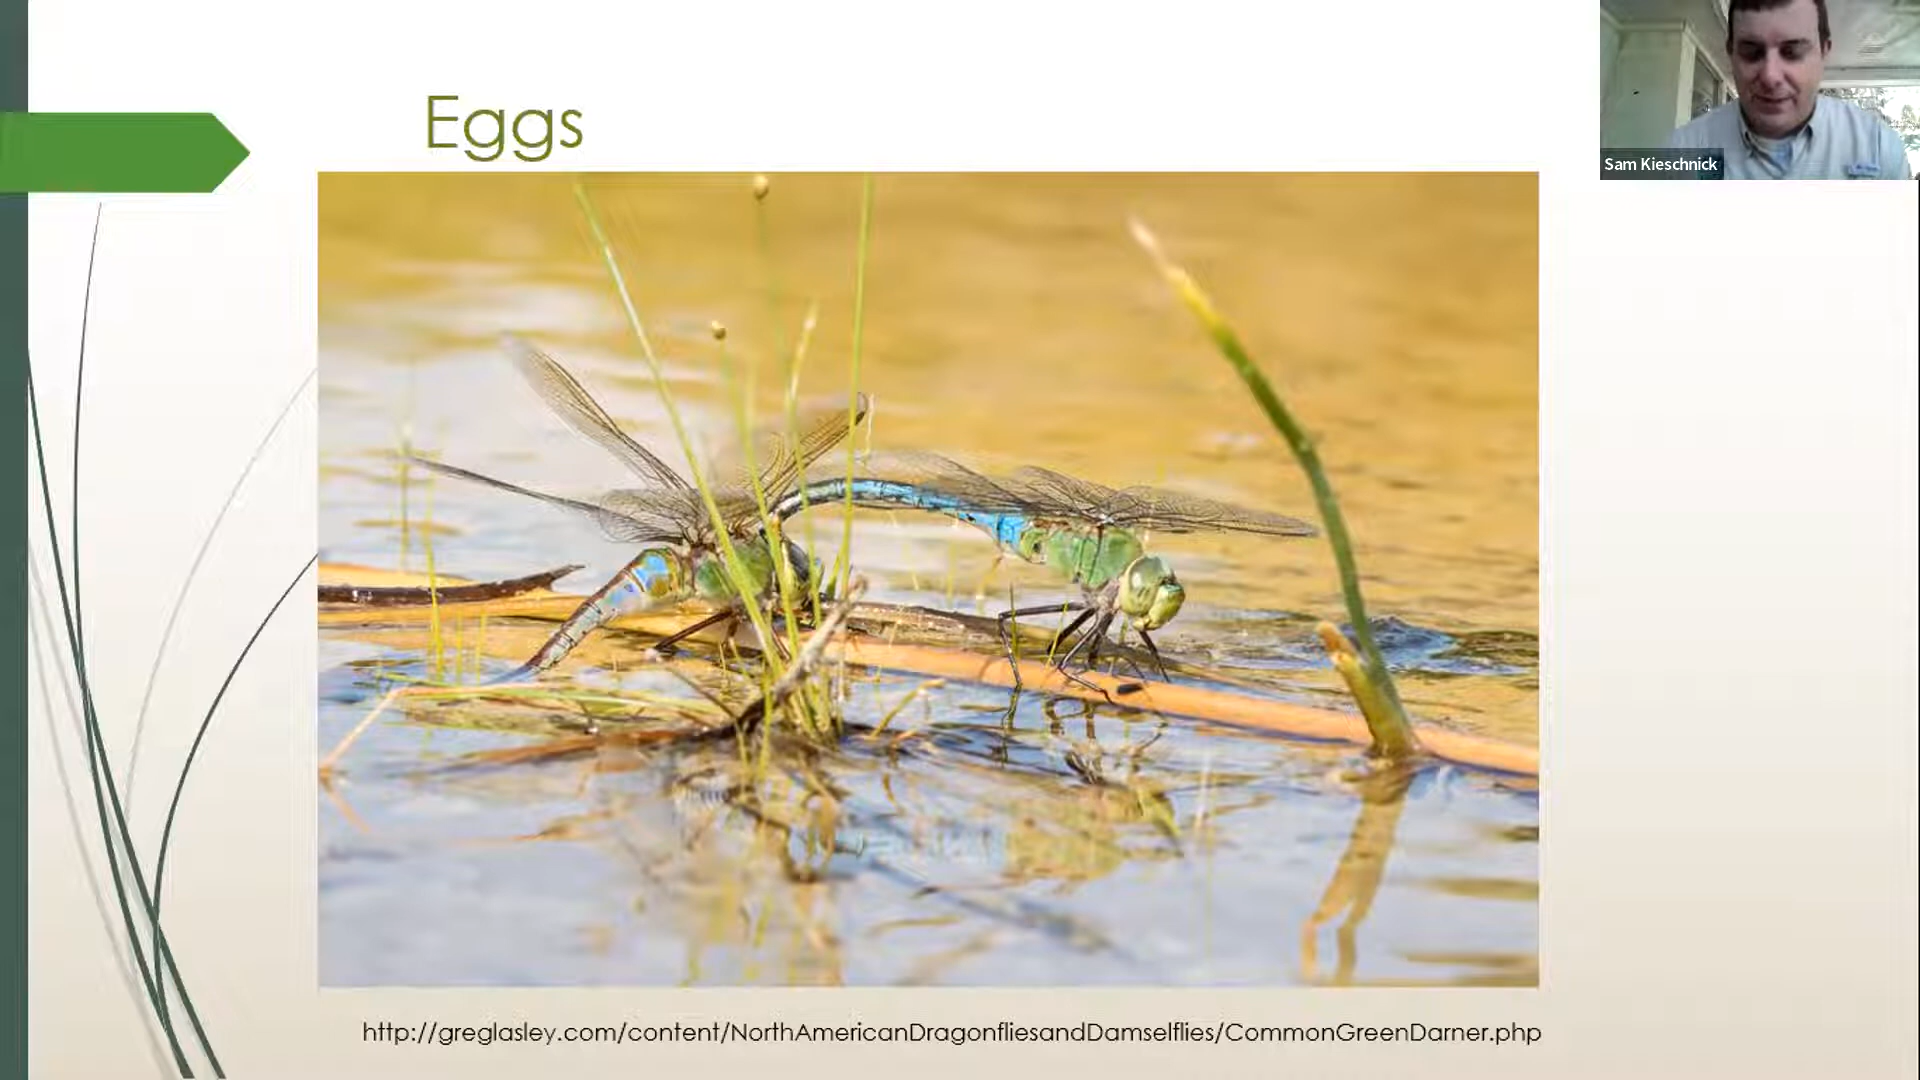 Eggs
Sam Kieschnick
http://greglasley.com/content/NorthAmericanDragonfliesandDamselflies/CommonGreenDarner.php